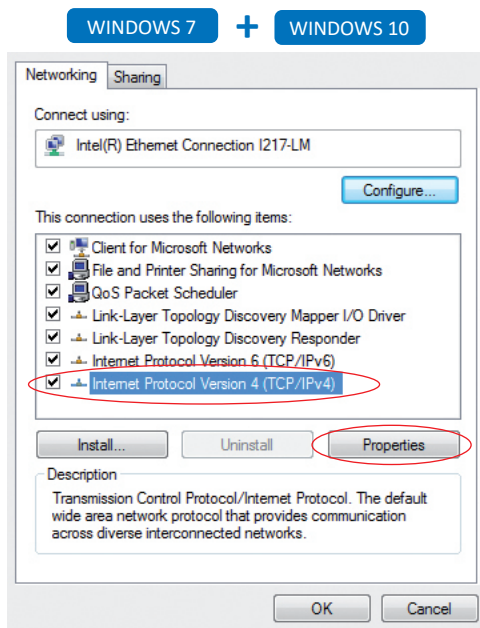 WINDOWS 7 + WINDOWS 10
Networking Sharing
Connect using:
Intel(R) Ethernet Connection I217-LM
Configure...
This connection uses the following items:
Client for Microsoft Networks
File and Printer Sharing for Microsoft Networks
QoS Packet Scheduler
Link-Layer Topology Discovery Mapper I/O Driver
Link-Layer Topology Discovery Responder
Internet Protocol Version 6 (TCP/IPv6)
Internet Protocol Version 4 (TCP/IPv4)
Install... Uninstall Properties
Description
Transmission Control Protocol/Internet Protocol. The default
wide area network protocol that provides communication
across diverse interconnected networks.
OK Cancel